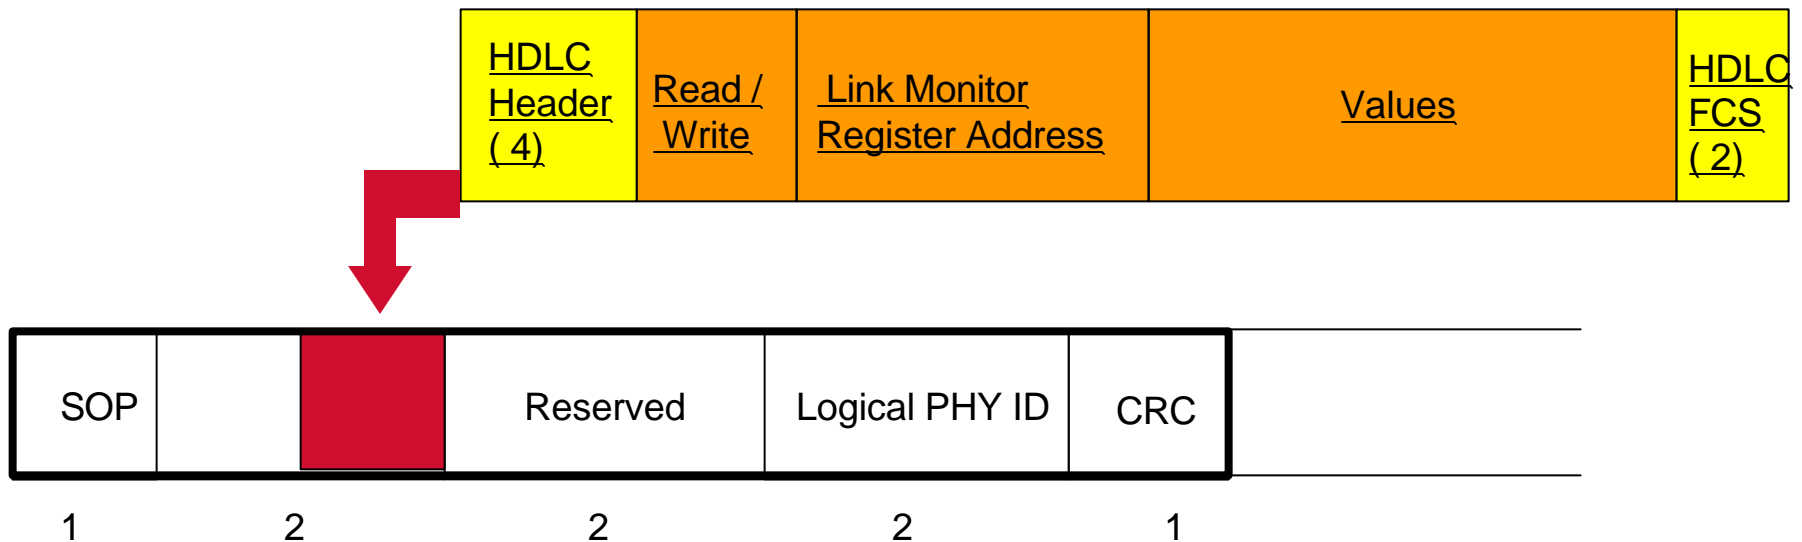 HDLC
Header
( 4)
Read /
Write
Link Monitor
Register Address
Values
HDLC
FCS
( 2)
SOP
Reserved
Logical PHY ID
CRC
1
2
2
2
1